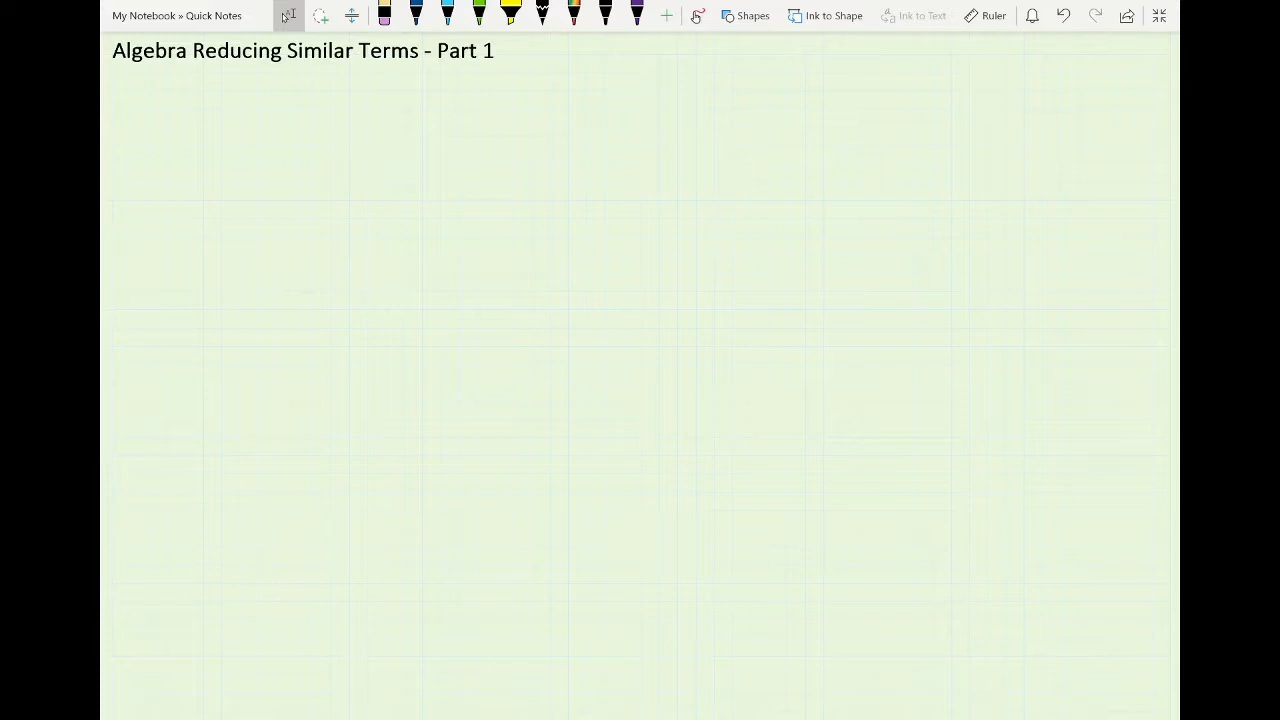 My Notebook » Quick Notes Shapes Ink to Shape Ink to Text Ruler
Algebra Reducing Similar Terms - Part 1